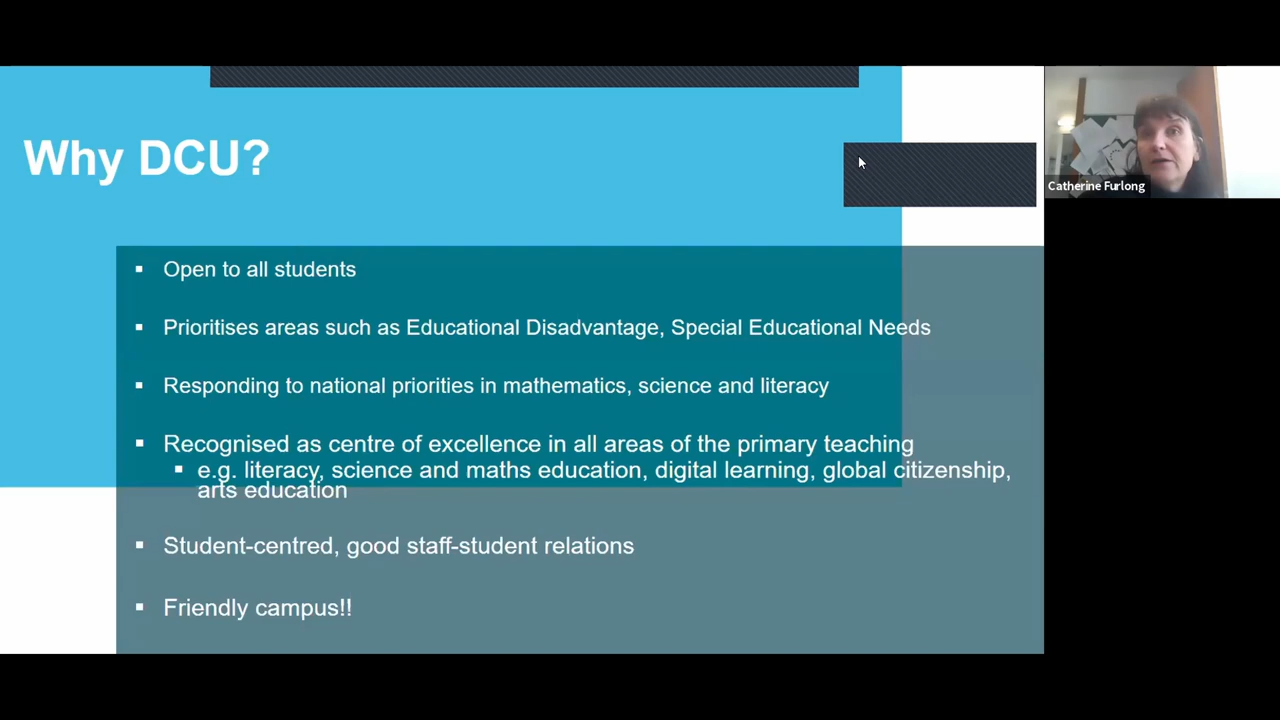 Why DCU?
Open to all students
Prioritises areas such as Educational Disadvantage, Special Educational Needs
Responding to national priorities in mathematics, science and literacy
Recognised as centre of excellence in all areas of the primary teaching
e.g. literacy, science and maths education, digital learning, global citizenship,
arts education
Student-centred, good staff-student relations
Friendly campus!!
Catherine Furlong